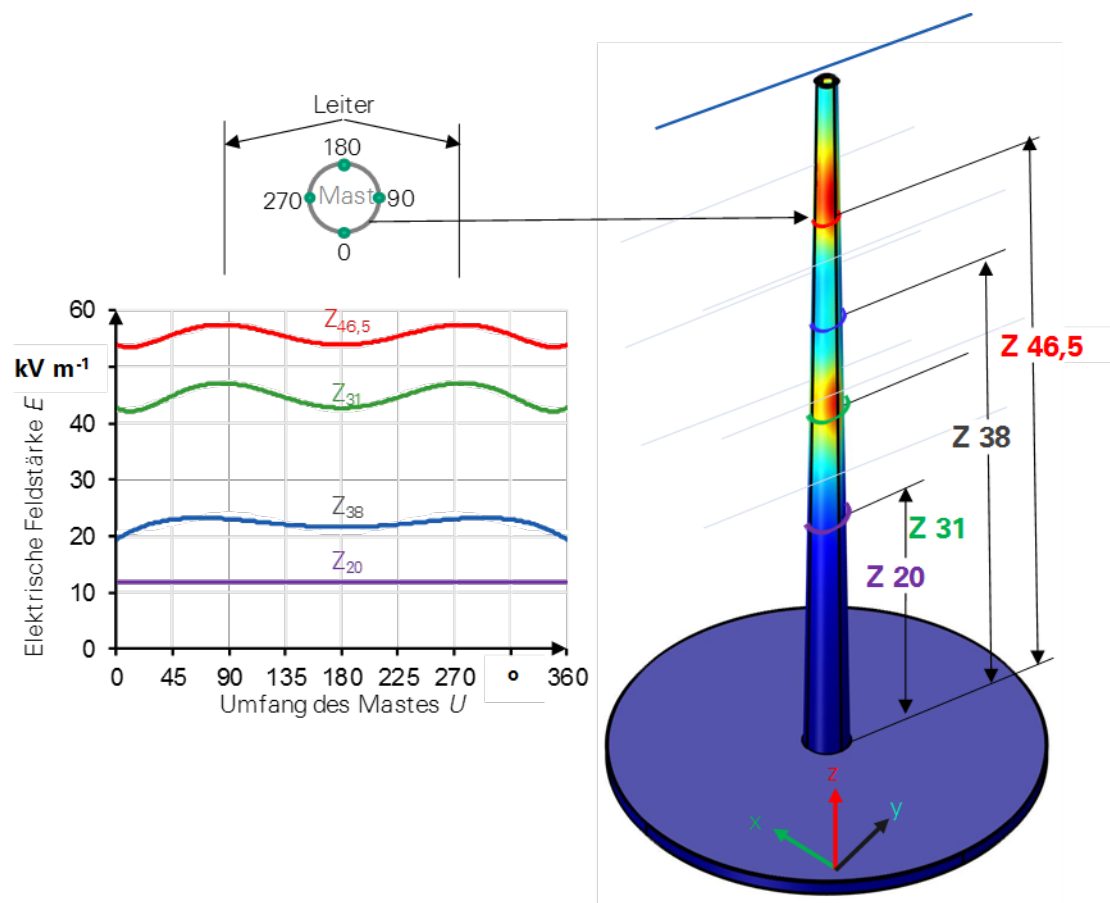 Leiter
180
270
Mast
90
0
60
kV m-1
40
30
20
10
0
Elektrische Feldstärke E
Z46,5
Z31
Z38
Z20
0 45 90 135 180 225 270 ° 360
Umfang des Mastes U
Z 46,5
Z 38
Z 31
Z 20
z
x
y